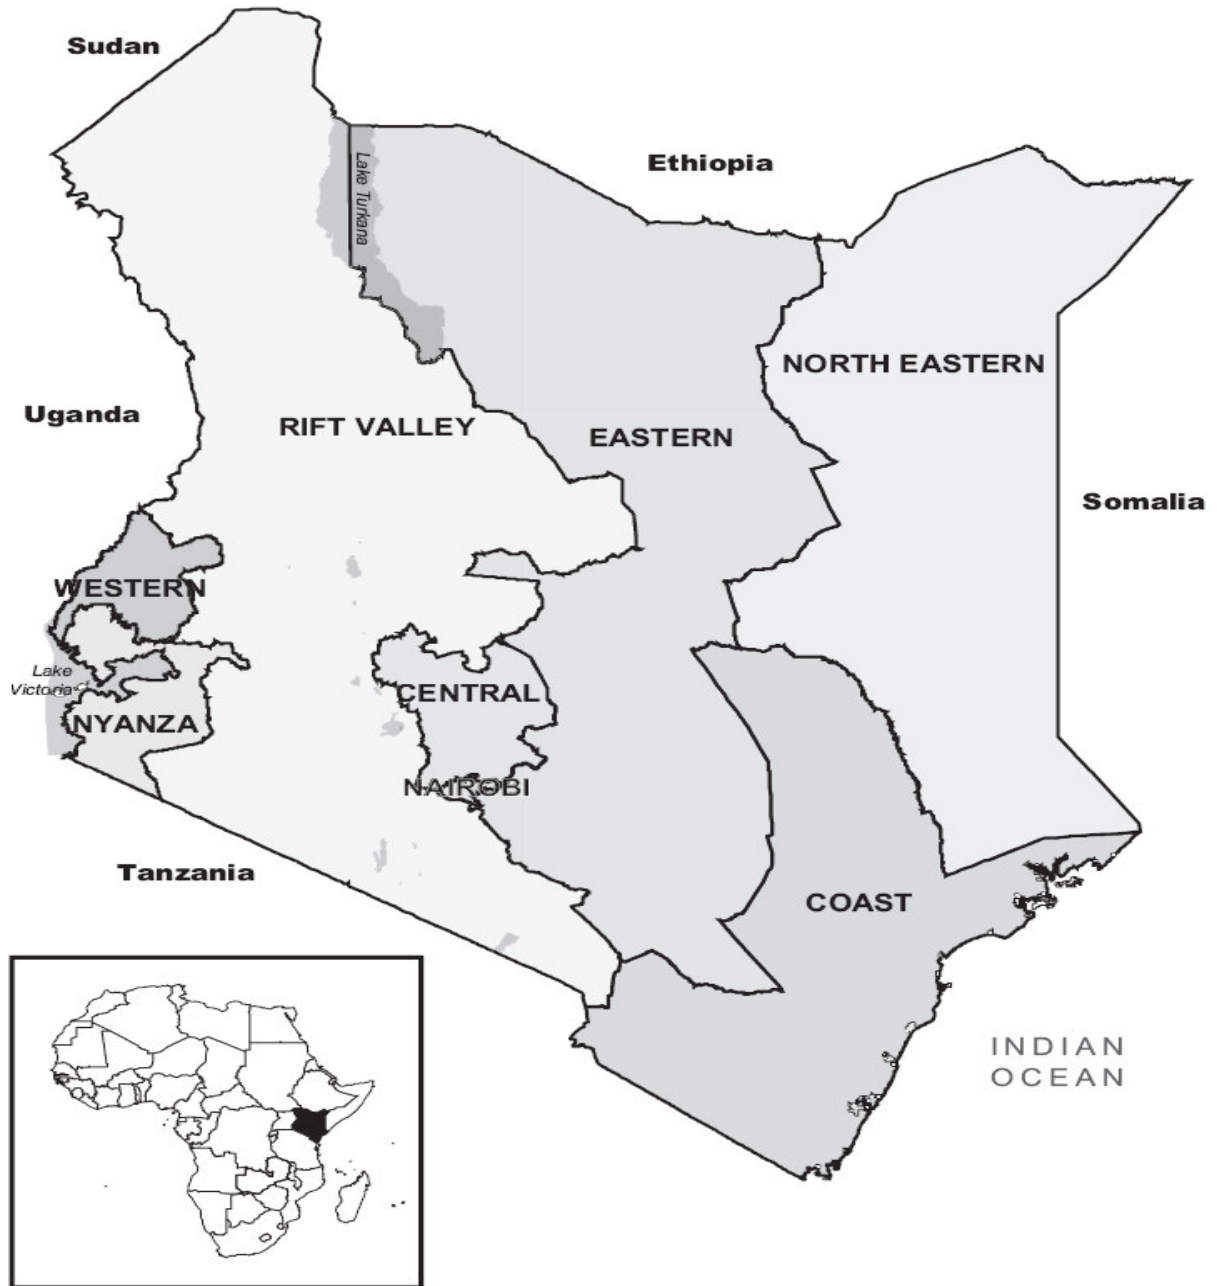 Sudan
Ethiopia
Lake Turkana
NORTH EASTERN
Uganda
RIFT VALLEY
EASTERN
Somalia
WESTERN
Lake
Victoria
CENTRAL
NYANZA
NAIROBI
Tanzania
COAST
INDIAN
OCEAN